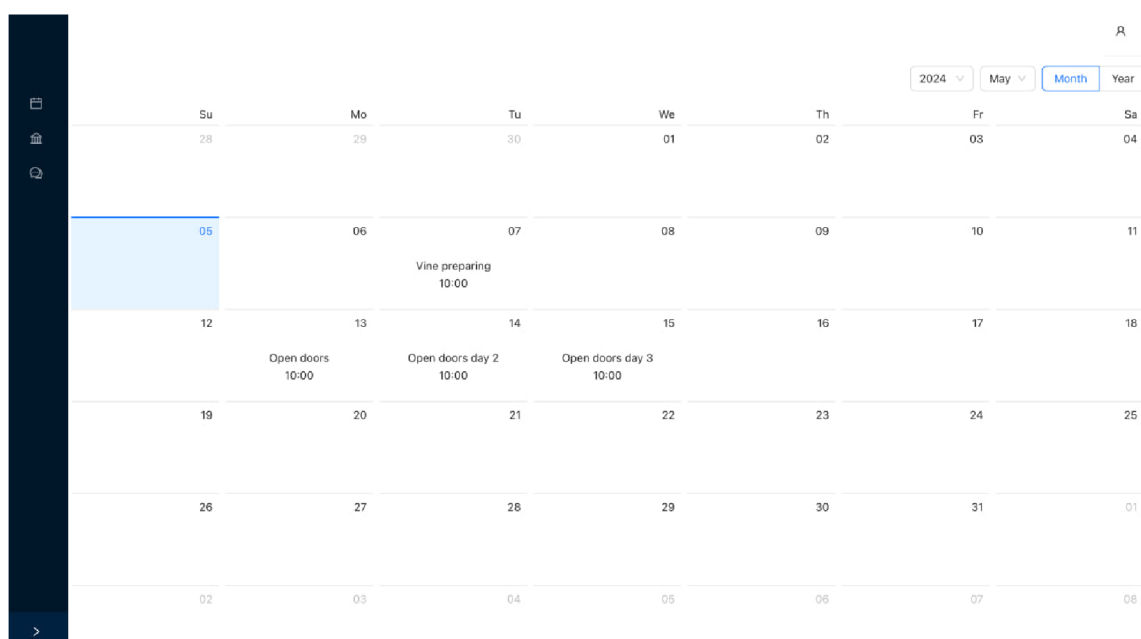 2024 May Month Year
Su Mo Tu We Th Fr Sa
28 29 30 01 02 03 04
05 06 07 08 09 10 11
Vine preparing
10:00
12 13 14 15 16 17 18
Open doors Open doors day 2 Open doors day 3
10:00 10:00 10:00
19 20 21 22 23 24 25
26 27 28 29 30 31 01
02 03 04 05 06 07 08